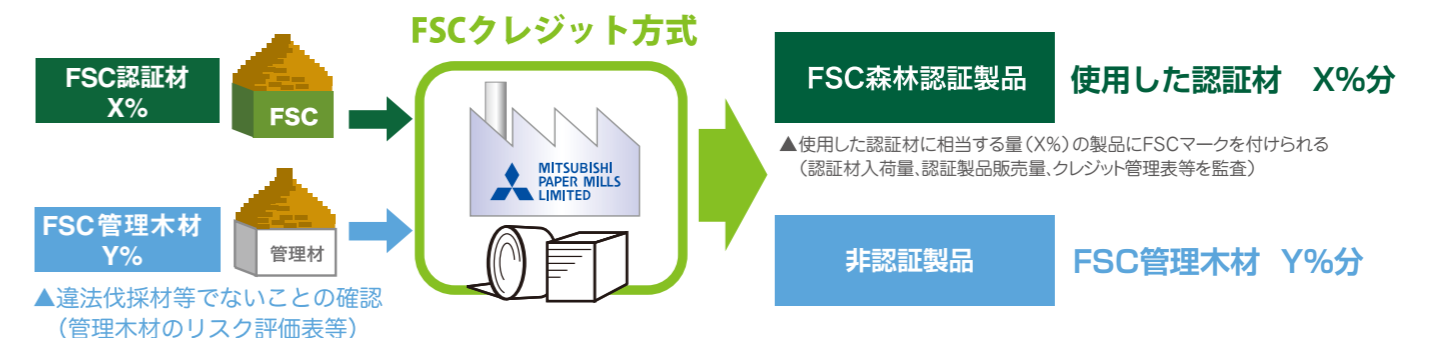 FSCクレジット方式
FSC認証材
X%
FSC
FSC管理木材
Y%
管理材
▲違法伐採材等でないことの確認
(管理木材のリスク評価表等)
MITSUBISHI
PAPER MILLS
LIMITED
FSC森林認証製品
使用した認証材 X%分
▲使用した認証材に相当する量(X%)の製品にFSCマークを付けられる
(認証材入荷量、認証製品販売量、クレジット管理表等を監査)
非認証製品
FSC管理木材 Y%分